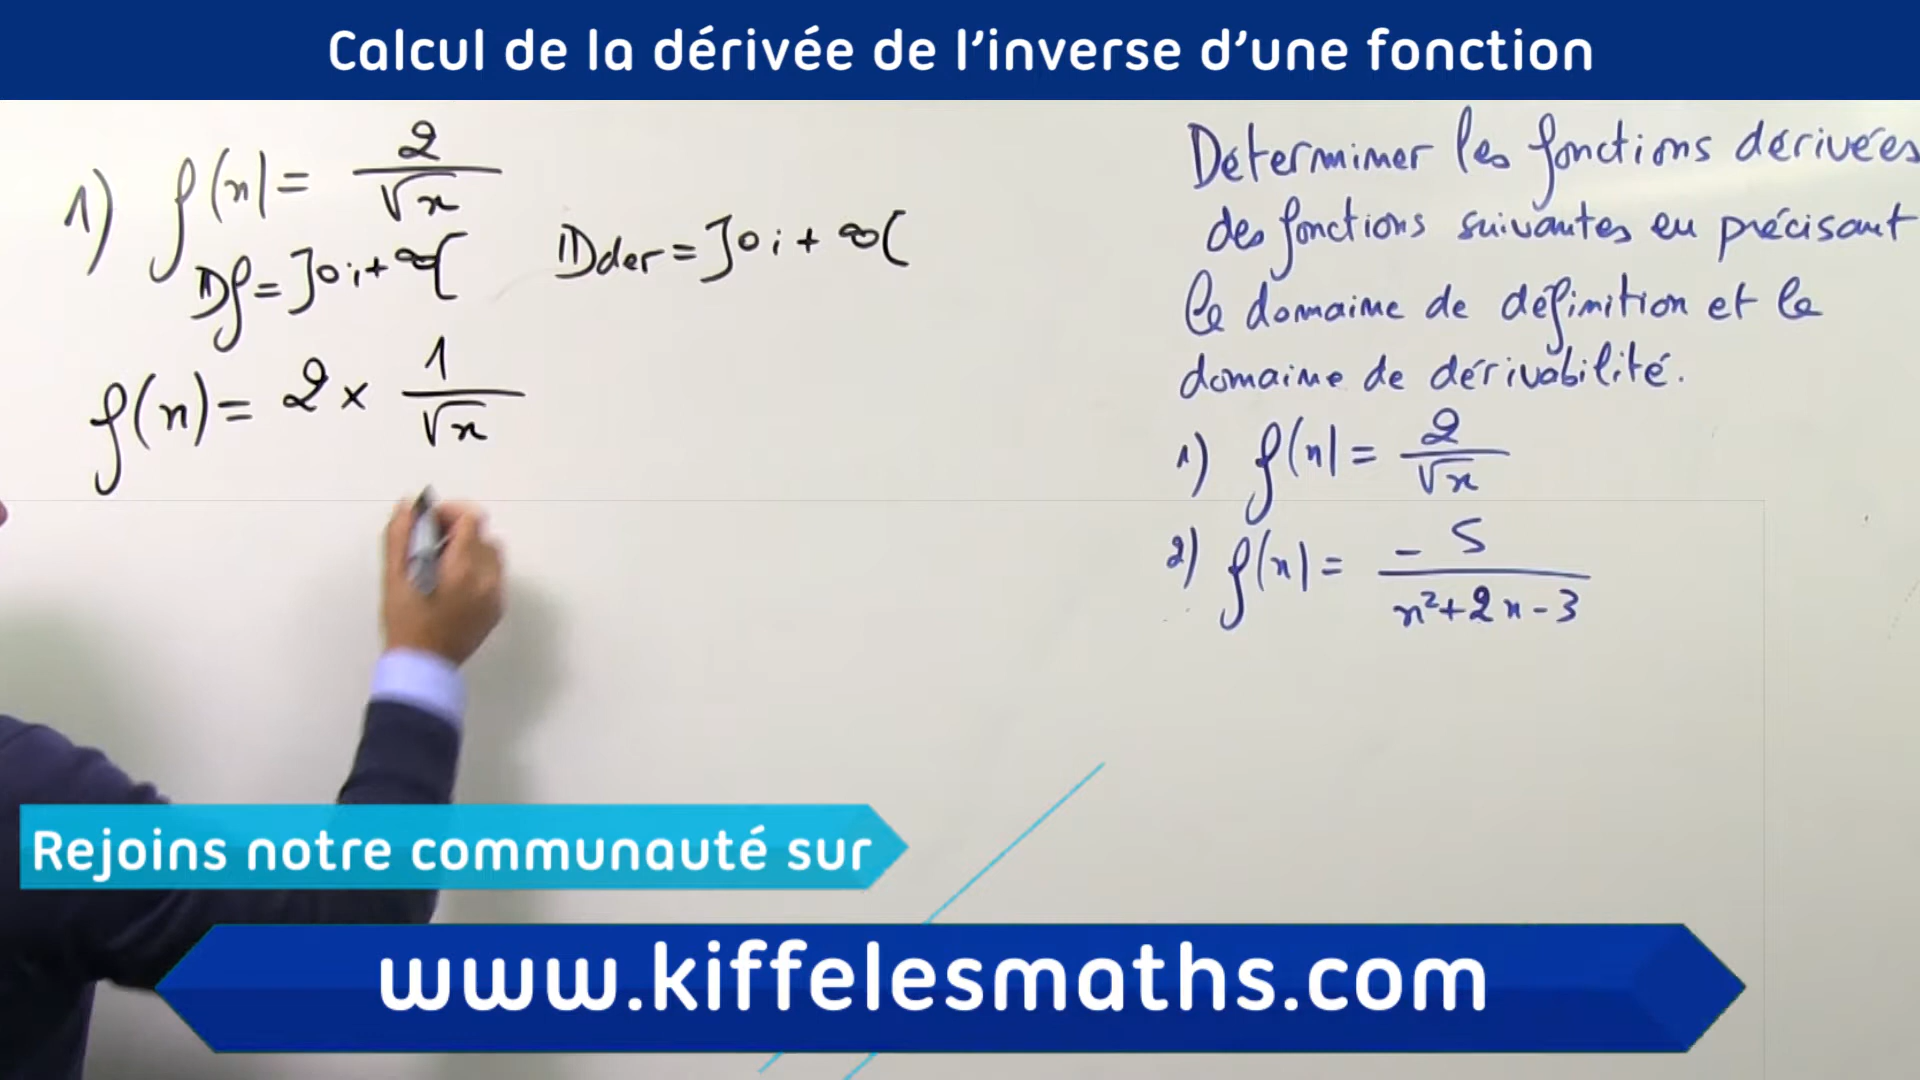 Calcul de la dérivée de l'inverse d'une fonction
1) f(x) = 2/√x
Df = ]0; +∞[
Dder = ]0; +∞[
f(x) = 2 × 1/√x
Determiner les fonctions derivées
des fonctions suivantes en précisant
le domaine de définition et le
domaine de dérivabilité.
1) f(x) = 2/√x
2) f(x) = -5/(x²+2x-3)
Rejoins notre communauté sur
www.kiffelesmaths.com